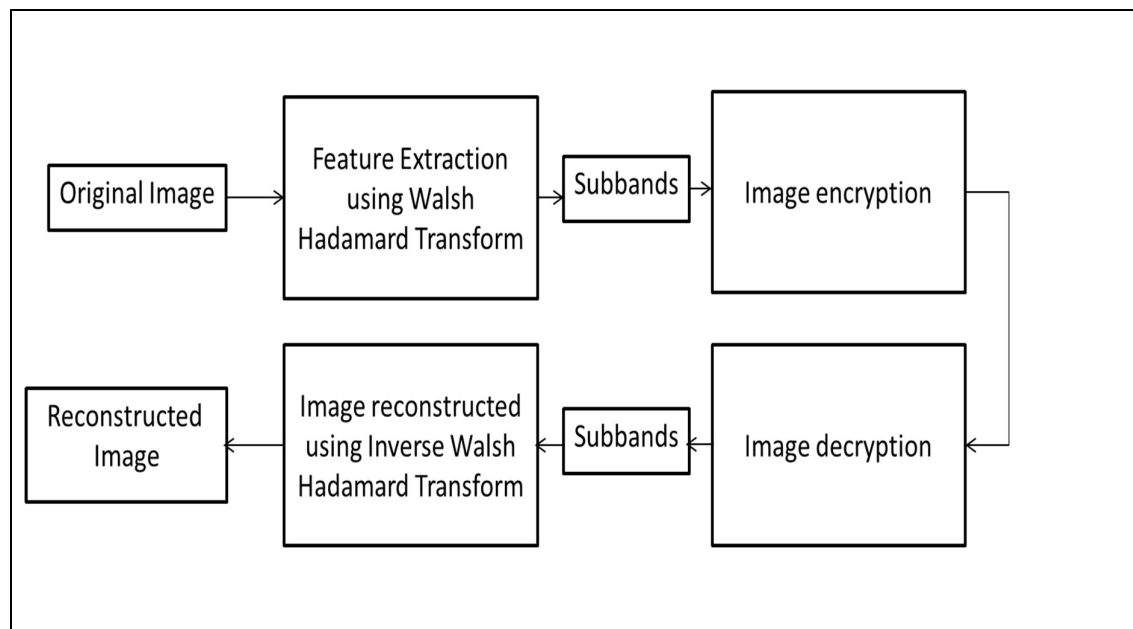 Original Image
Feature Extraction
using Walsh
Hadamard Transform
Subbands
Image encryption
Reconstructed
Image
Image reconstructed
using Inverse Walsh
Hadamard Transform
Subbands
Image decryption